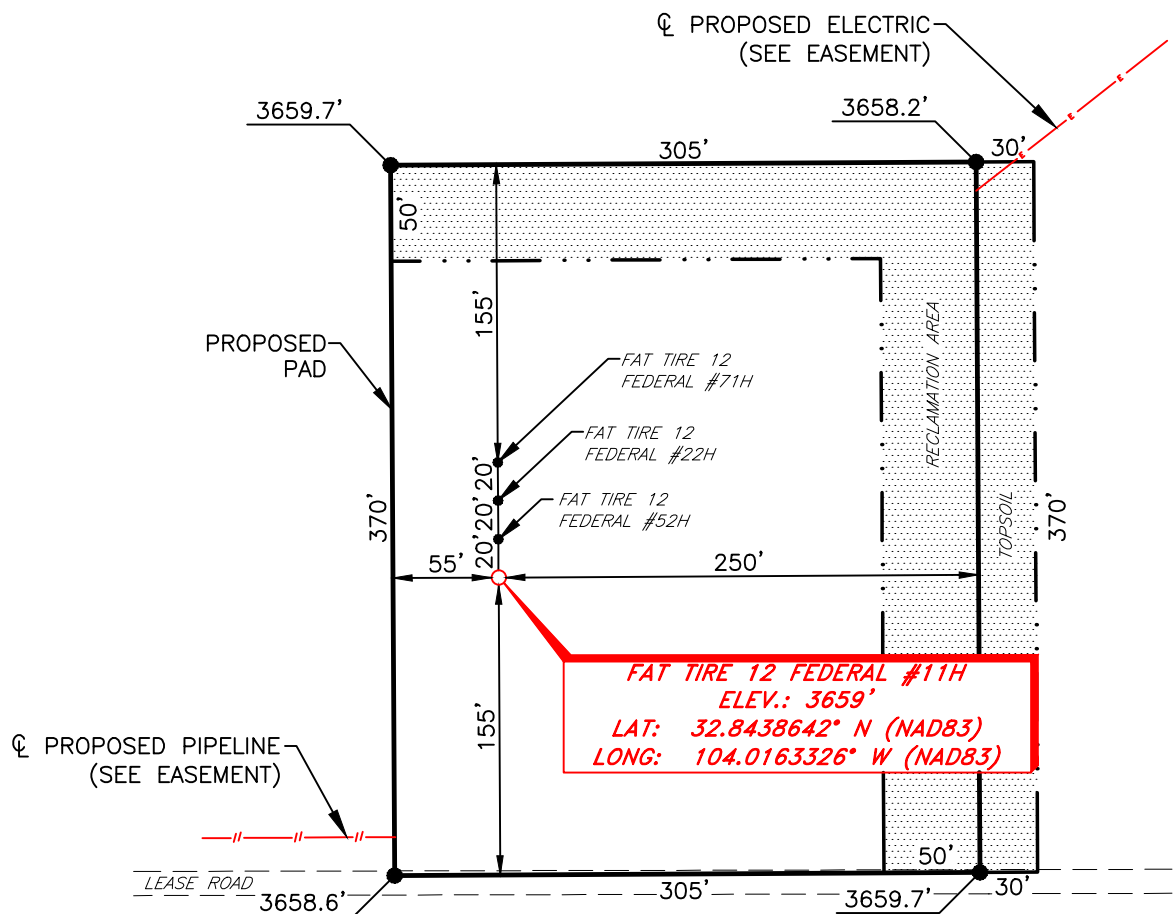 ℄ PROPOSED ELECTRIC
(SEE EASEMENT)
3659.7'
3658.2'
305'
30'
E
E
50'
155'
PROPOSED
PAD
FAT TIRE 12
FEDERAL #71H
RECLAMATION AREA
FAT TIRE 12
FEDERAL #22H
20'
20'
FAT TIRE 12
FEDERAL #52H
TOPSOIL
370'
370'
20'
55'
250'
FAT TIRE 12 FEDERAL #11H
ELEV.: 3659'
LAT: 32.8438642° N (NAD83)
LONG: 104.0163326° W (NAD83)
155'
℄ PROPOSED PIPELINE
(SEE EASEMENT)
50'
LEASE ROAD
3658.6'
305'
3659.7'
30'